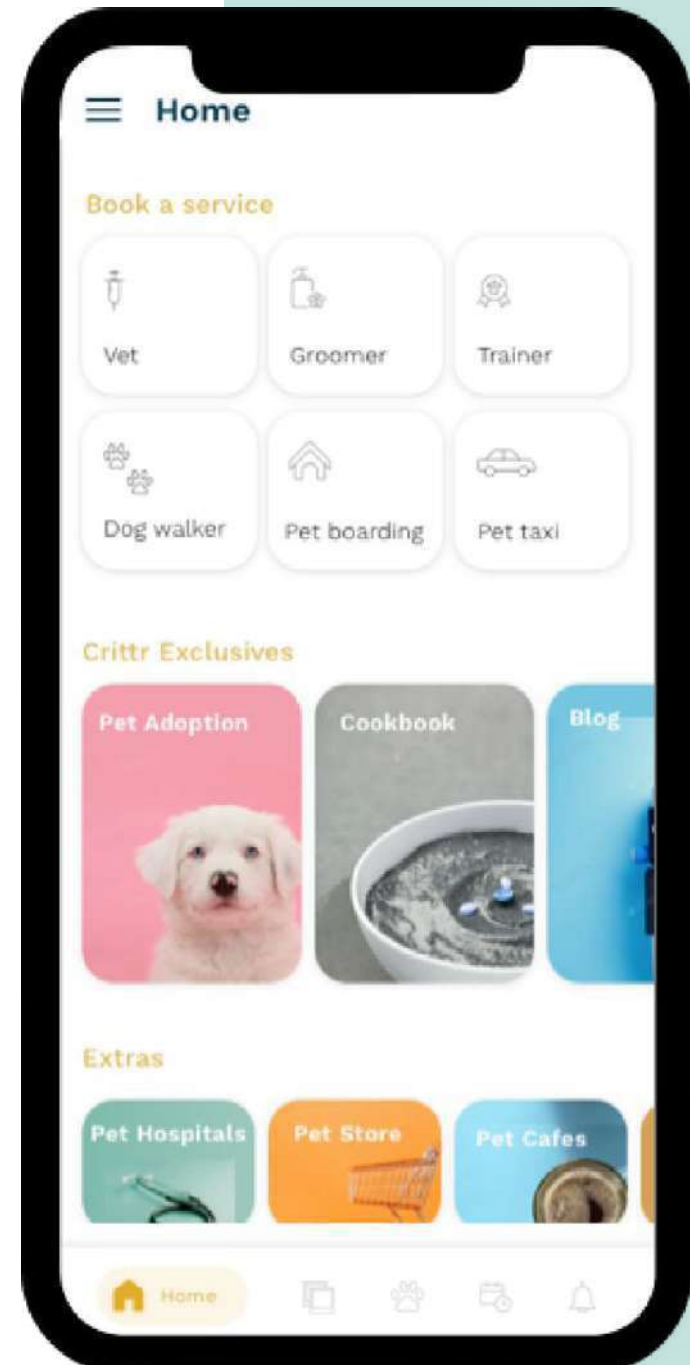 Home
Book a service
Vet
Groomer
Trainer
Dog walker
Pet boarding
Pet taxi
Crittr Exclusives
Pet Adoption
Cookbook
Blog
Extras
Pet Hospitals
Pet Store
Pet Cafes
Home